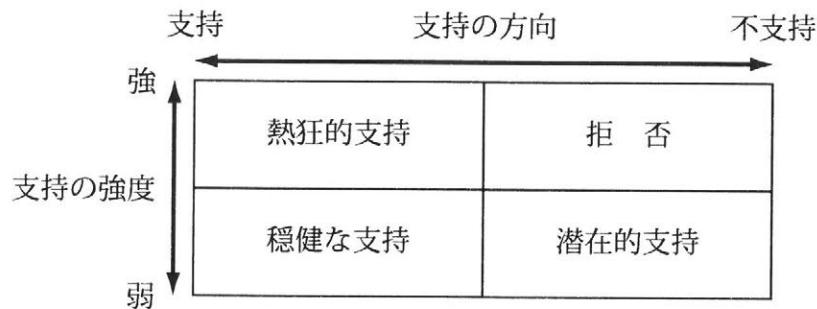 支持 支持の方向 不支持
強
熱狂的支持 拒 否
支持の強度
穏健な支持 潜在的支持
弱